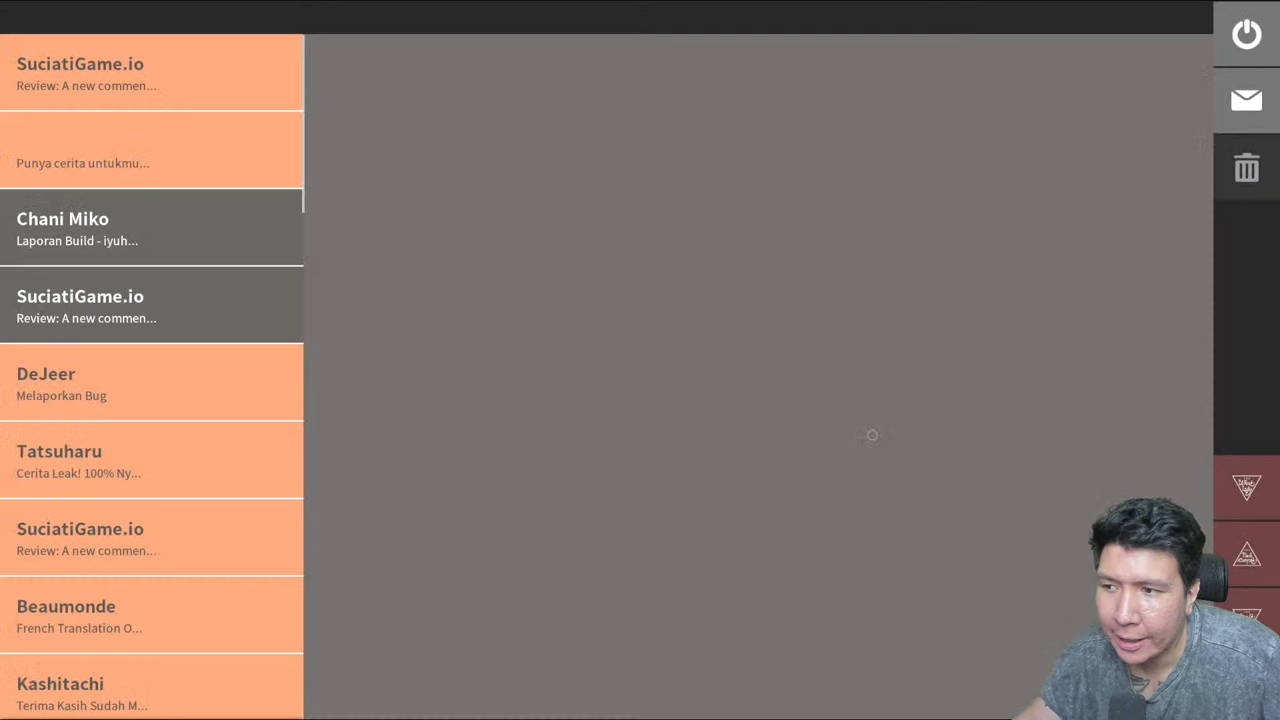 SuciatiGame.io
Review: A new commen...
Punya cerita untukmu...
Chani Miko
Laporan Build - iyuh...
SuciatiGame.io
Review: A new commen...
DeJeer
Melaporkan Bug
Tatsuharu
Cerita Leak! 100% Ny...
SuciatiGame.io
Review: A new commen...
Beaumonde
French Translation O...
Kashitachi
Terima Kasih Sudah M...